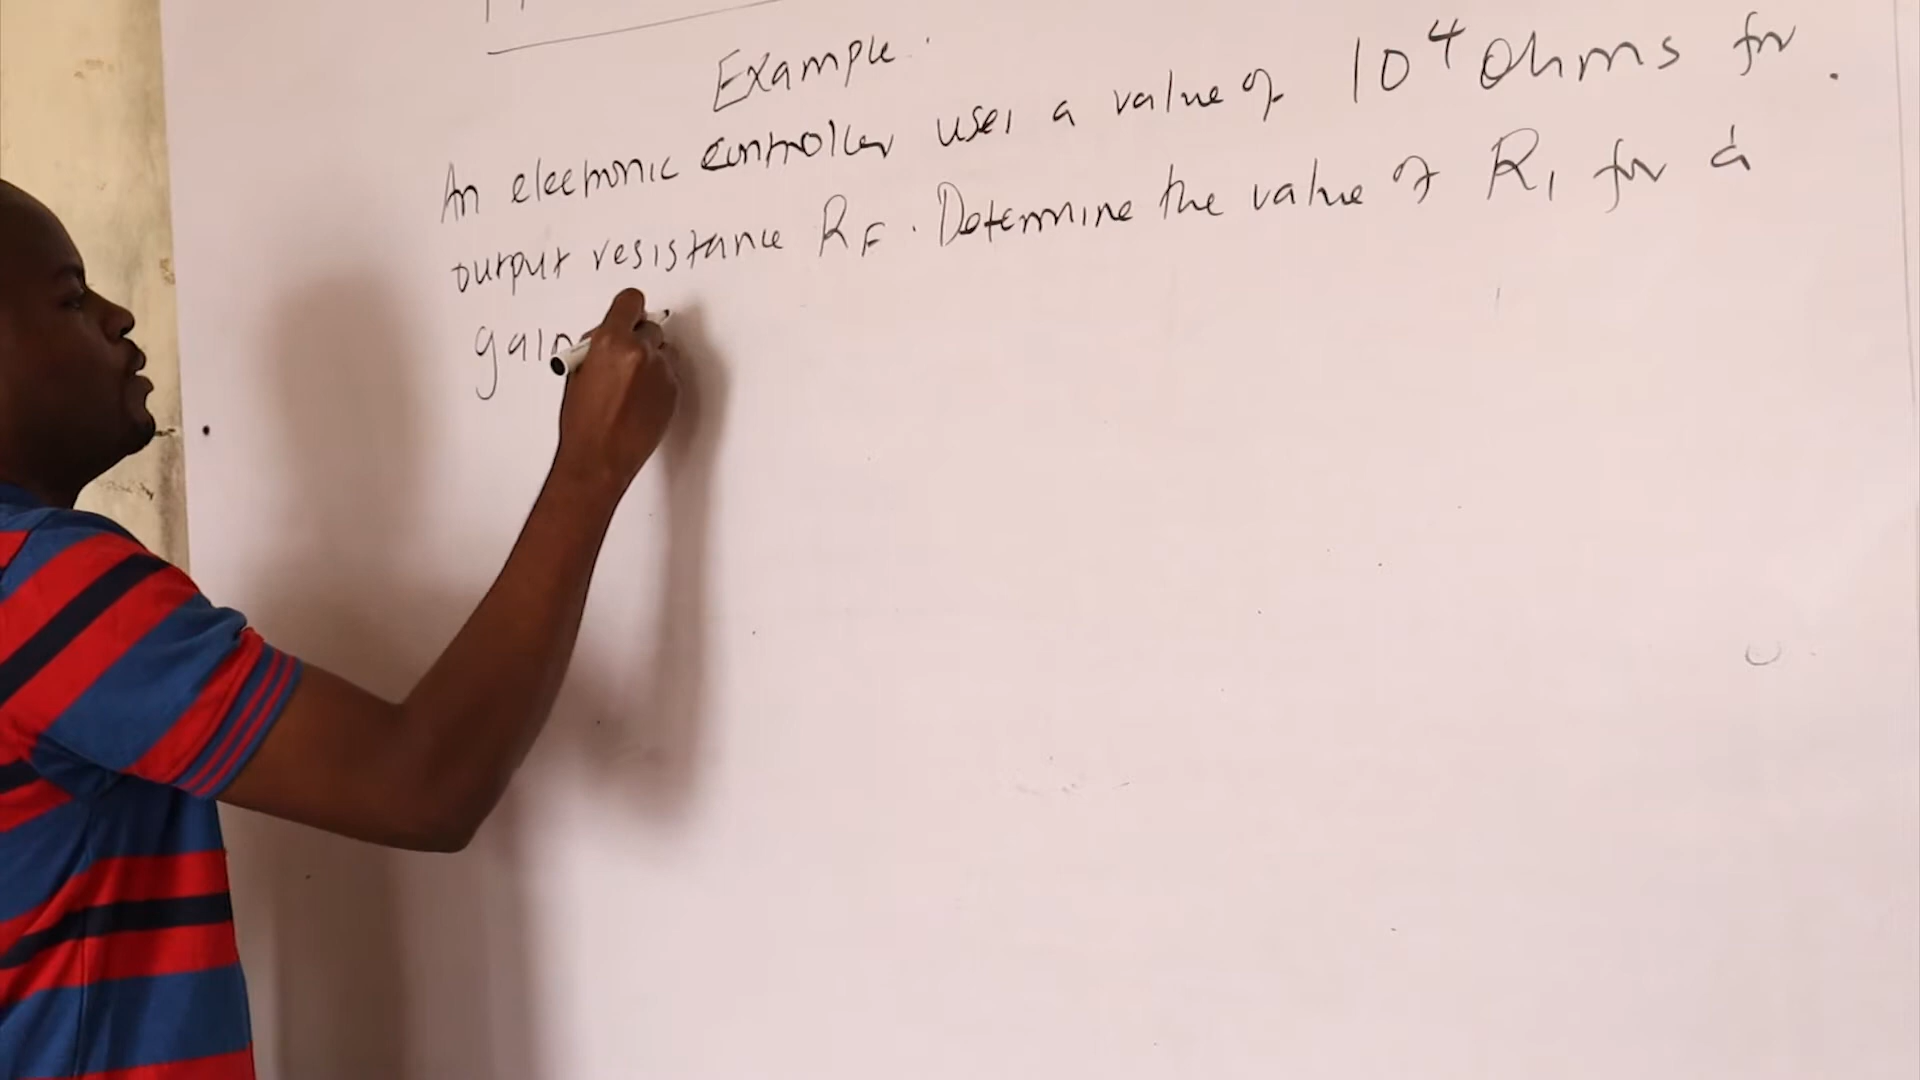 Example.
An electronic controller uses a value of 10⁴ Ohms for
output resistance RF. Determine the value of R1 for a
gain